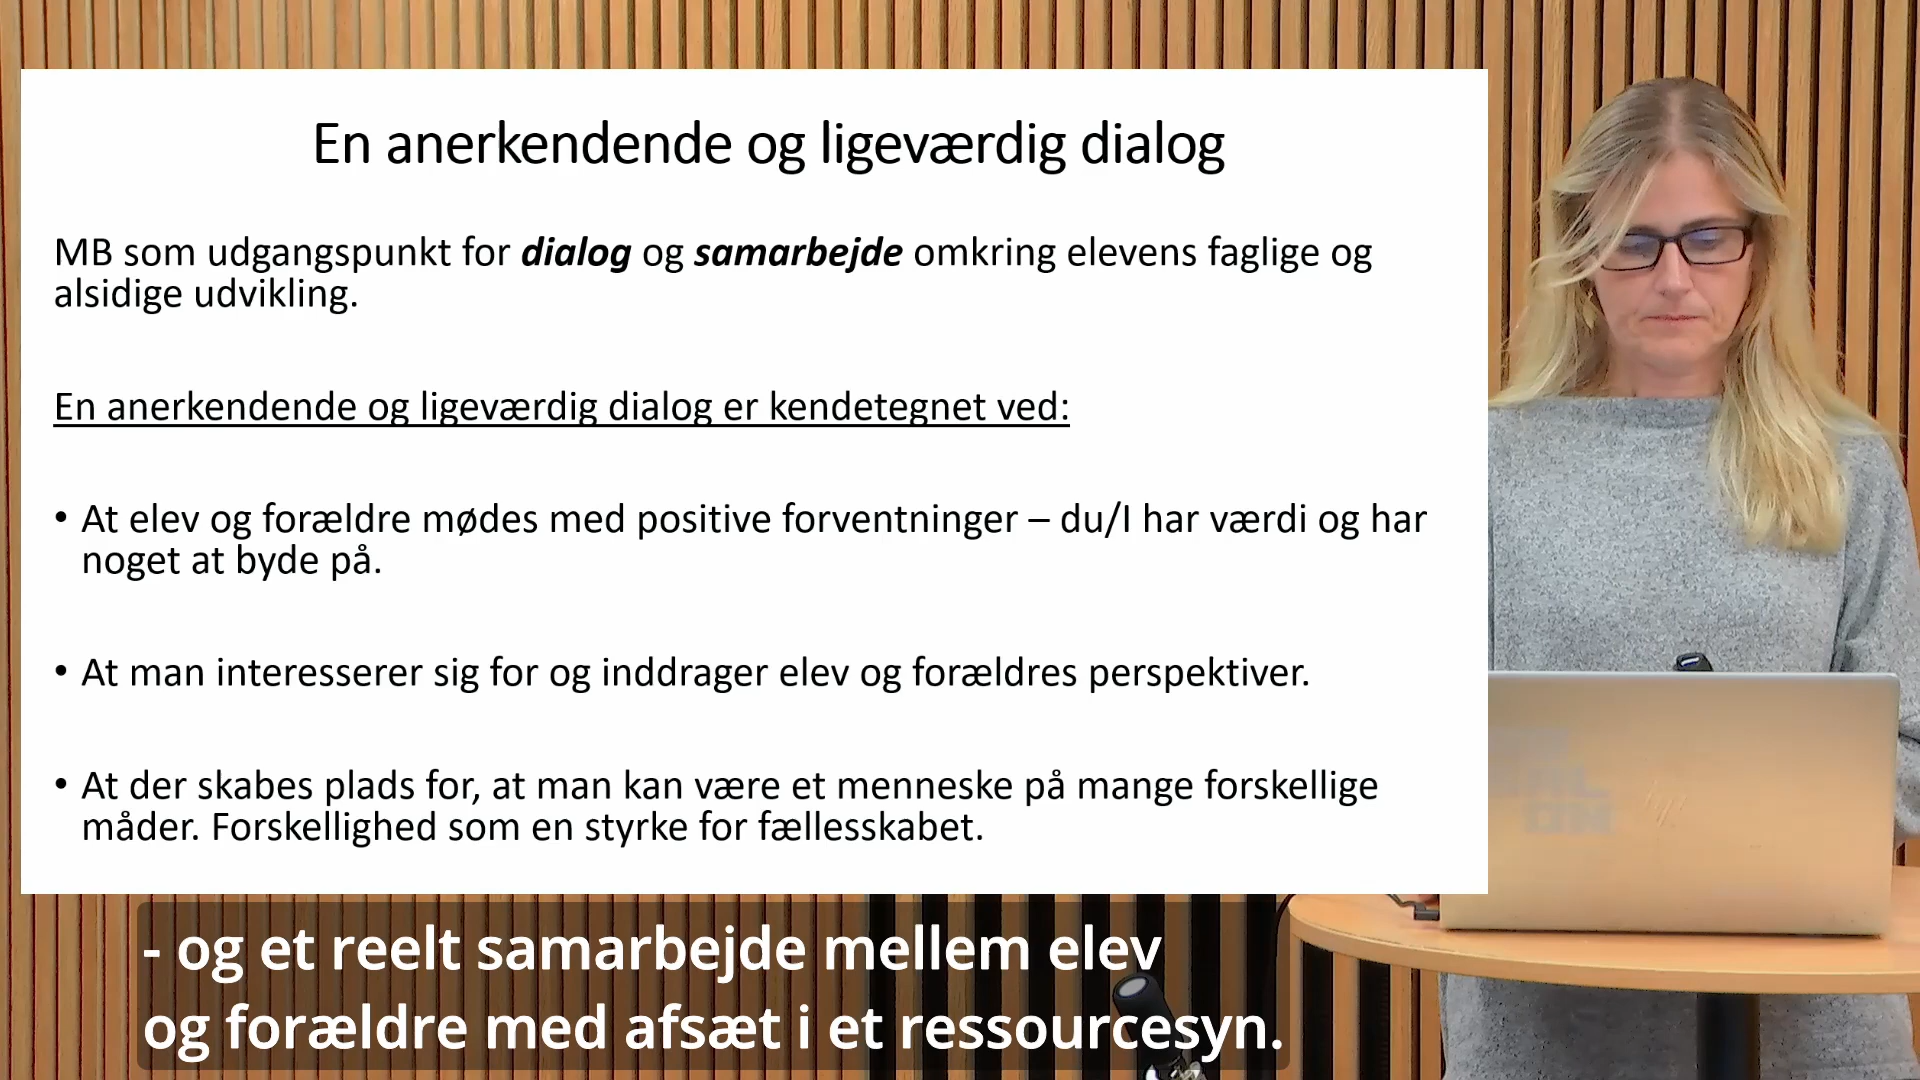 En anerkendende og ligeværdig dialog
MB som udgangspunkt for dialog og samarbejde omkring elevens faglige og
alsidige udvikling.
En anerkendende og ligeværdig dialog er kendetegnet ved:
• At elev og forældre mødes med positive forventninger – du/I har værdi og har
noget at byde på.
• At man interesserer sig for og inddrager elev og forældres perspektiver.
• At der skabes plads for, at man kan være et menneske på mange forskellige
måder. Forskellighed som en styrke for fællesskabet.
- og et reelt samarbejde mellem elev
og forældre med afsæt i et ressourcesyn.